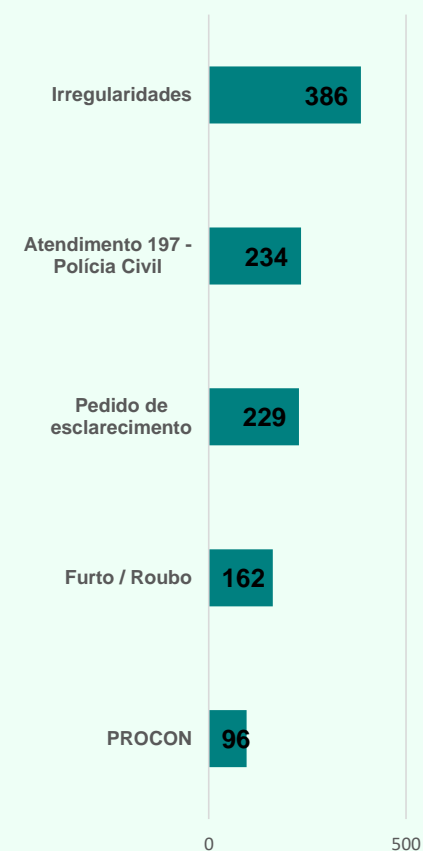 Irregularidades
386
Atendimento 197 -
Polícia Civil
234
Pedido de
esclarecimento
229
Furto / Roubo
162
PROCON
96
0
500